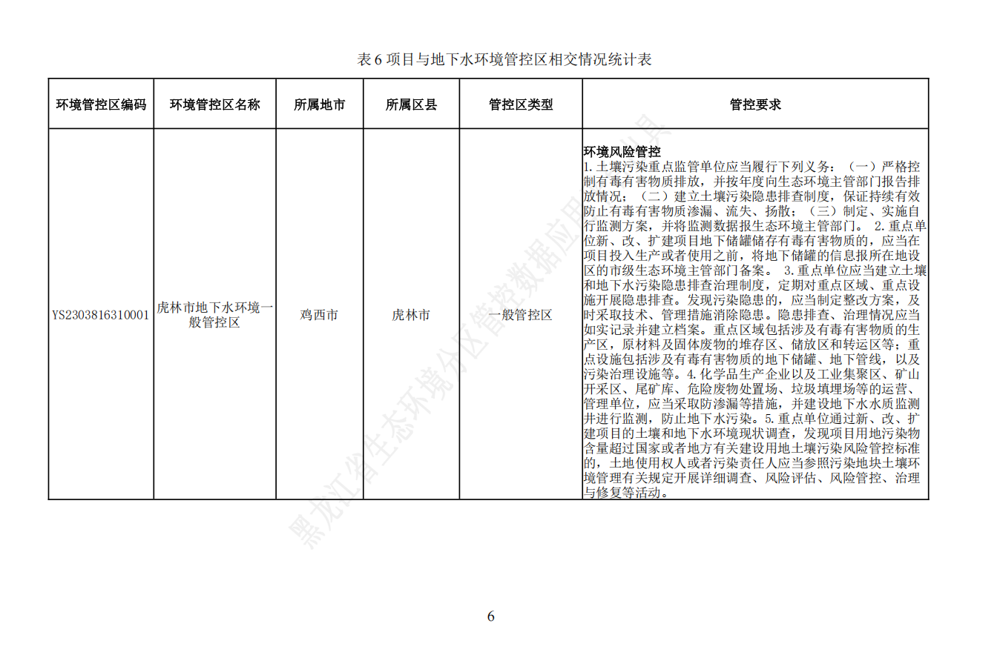 表 6 项目与地下水环境管控区相交情况统计表
环境管控区编码
环境管控区名称
所属地市
所属区县
管控区类型
管控要求
YS2303816310001
虎林市地下水环境一
般管控区
鸡西市
虎林市
一般管控区
环境风险管控
1.土壤污染重点监管单位应当履行下列义务：（一）严格控
制有毒有害物质排放，并按年度向生态环境主管部门报告排
放情况；（二）建立土壤污染隐患排查制度，保证持续有效
防止有毒有害物质渗漏、流失、扬散；（三）制定、实施自
行监测方案，并将监测数据报生态环境主管部门。 2.重点单
位新、改、扩建项目地下储罐储存有毒有害物质的，应当在
项目投入生产或者使用之前，将地下储罐的信息报所在地设
区的市级生态环境主管部门备案。 3.重点单位应当建立土壤
和地下水污染隐患排查治理制度，定期对重点区域、重点设
施开展隐患排查。发现污染隐患的，应当制定整改方案，及
时采取技术、管理措施消除隐患。隐患排查、治理情况应当
如实记录并建立档案。重点区域包括涉及有毒有害物质的生
产区，原材料及固体废物的堆存区、储放区和转运区等；重
点设施包括涉及有毒有害物质的地下储罐、地下管线，以及
污染治理设施等。4.化学品生产企业以及工业集聚区、矿山
开采区、尾矿库、危险废物处置场、垃圾填埋场等的运营、
管理单位，应当采取防渗漏等措施，并建设地下水水质监测
井进行监测，防止地下水污染。5.重点单位通过新、改、扩
建项目的土壤和地下水环境现状调查，发现项目用地污染物
含量超过国家或者地方有关建设用地土壤污染风险管控标准
的，土地使用权人或者污染责任人应当参照污染地块土壤环
境管理有关规定开展详细调查、风险评估、风险管控、治理
与修复等活动。
黑龙江省生态环境分区管控数据应用
具
6